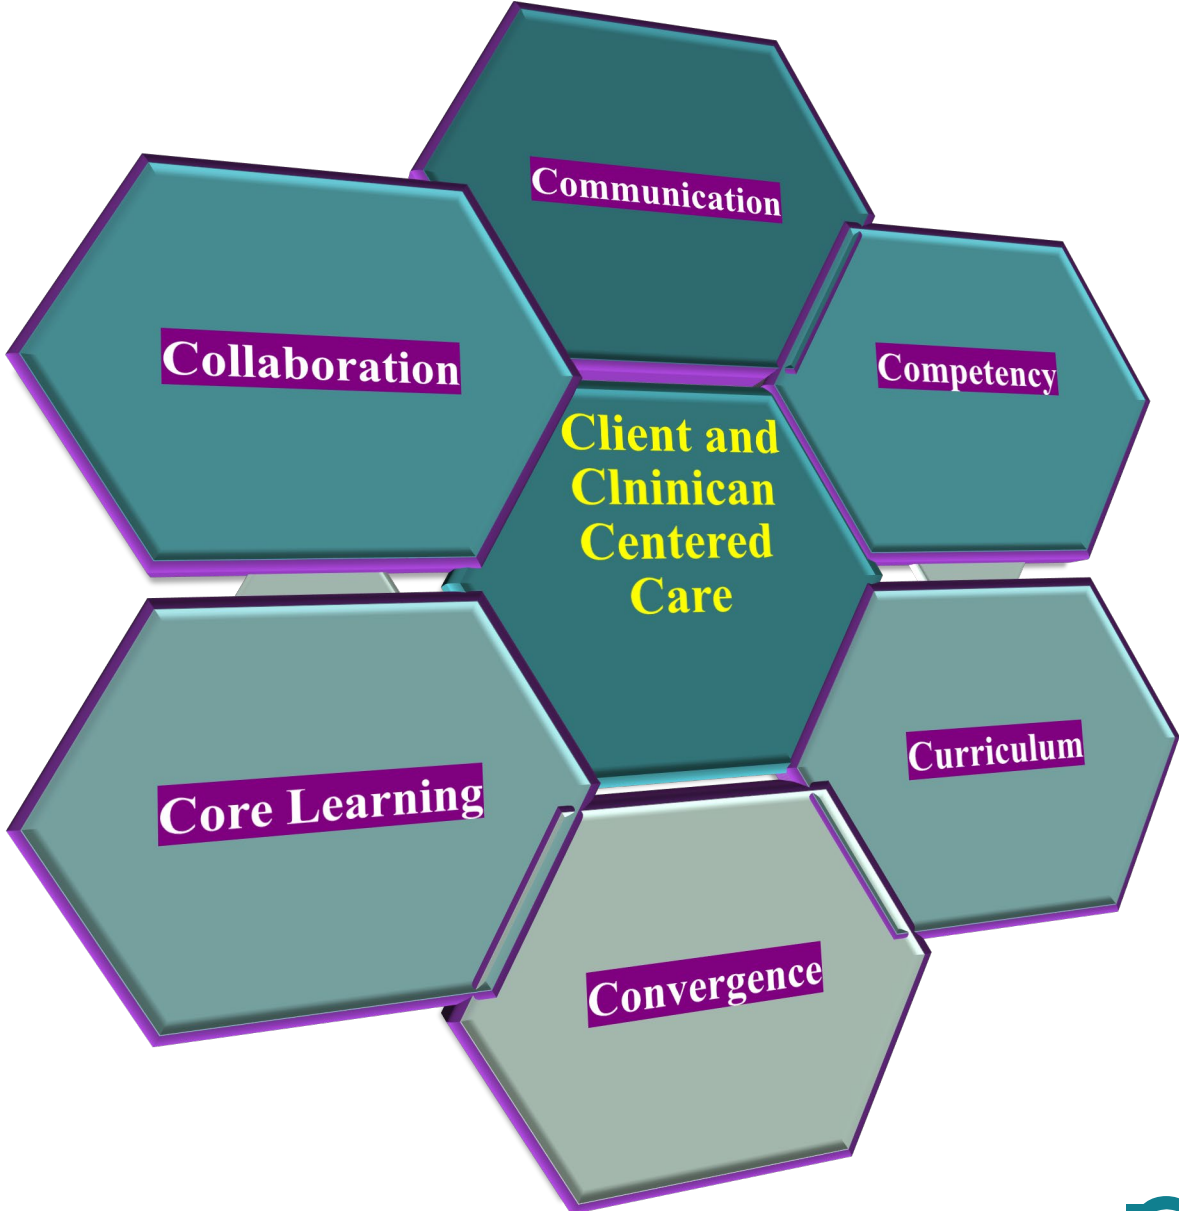 Communication
Collaboration
Competency
Client and
Clninican
Centered
Care
Curriculum
Core Learning
Convergence